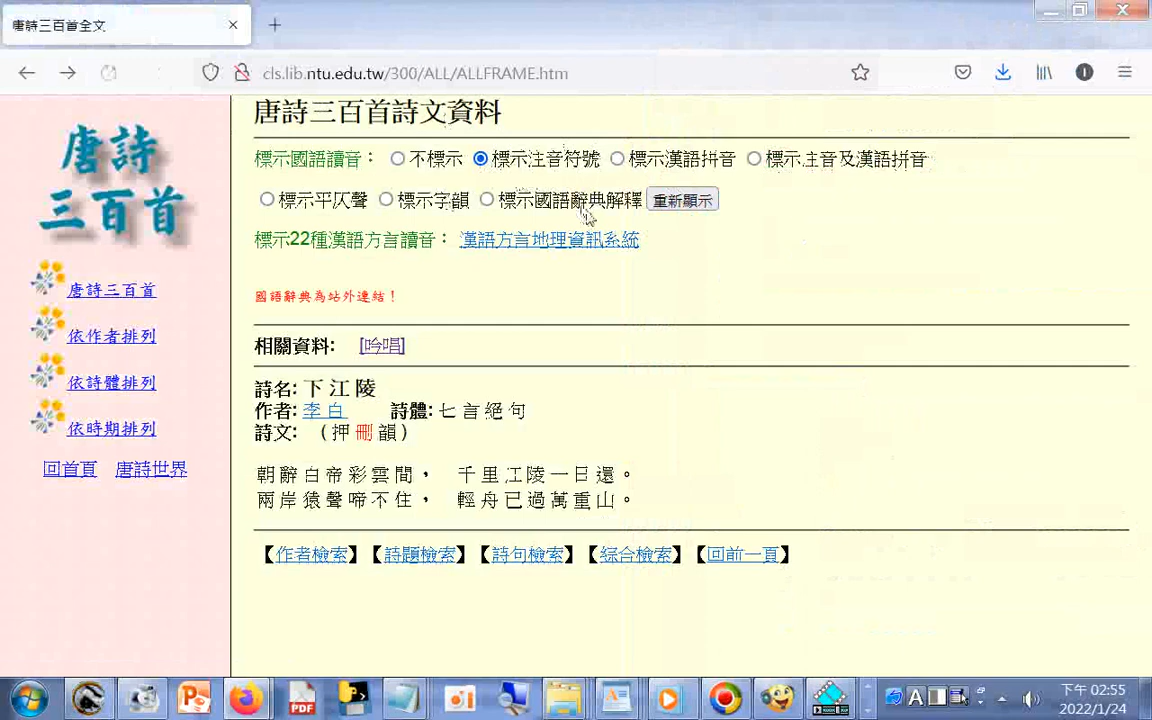 唐詩三百首全文
cls.lib.ntu.edu.tw/300/ALL/ALLFRAME.htm
唐詩
三百首
唐詩三百首
依作者排列
依詩體排列
依時期排列
回首頁 唐詩世界
唐詩三百首詩文資料
標示國語讀音： 不標示 標示注音符號 標示漢語拼音 標示主音及漢語拼音
標示平仄聲 標示字韻 標示國語辭典解釋 重新顯示
標示22種漢語方言讀音： 漢語方言地理資訊系統
國語辭典為站外連結！
相關資料: [吟唱]
詩名: 下江陵
作者: 李白 詩體: 七言絕句
詩文: （押刪韻）
朝辭白帝彩雲間， 千里江陵一日還。
兩岸猿聲啼不住， 輕舟已過萬重山。
【作者檢索】【詩題檢索】【詩句檢索】【綜合檢索】【回前一頁】
PDF
A
下午 02:55
2022/1/24